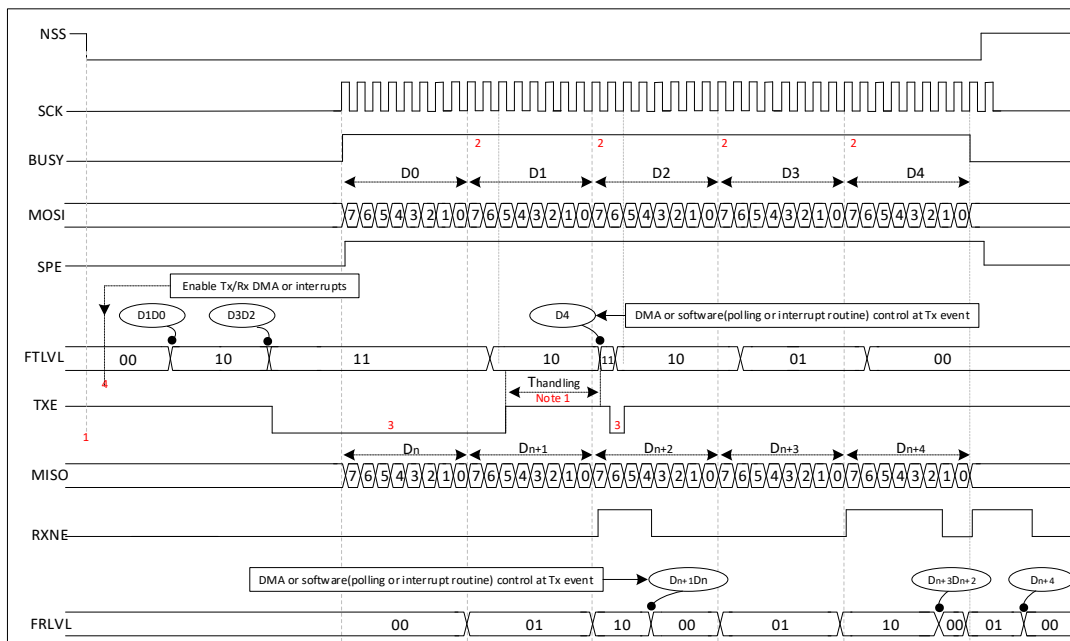 NSS
SCK
BUSY
2 2 2 2
D0 D1 D2 D3 D4
MOSI 7 6 5 4 3 2 1 0 7 6 5 4 3 2 1 0 7 6 5 4 3 2 1 0 7 6 5 4 3 2 1 0 7 6 5 4 3 2 1 0
SPE
Enable Tx/Rx DMA or interrupts
D1D0 D3D2 D4 DMA or software(polling or interrupt routine) control at Tx event
FTLVL 00 10 11 10 11 10 01 00
4 Thandling
TXE Note 1
1 3 3
Dn Dn+1 Dn+2 Dn+3 Dn+4
MISO 7 6 5 4 3 2 1 0 7 6 5 4 3 2 1 0 7 6 5 4 3 2 1 0 7 6 5 4 3 2 1 0 7 6 5 4 3 2 1 0
RXNE
DMA or software(polling or interrupt routine) control at Tx event Dn+1Dn Dn+3Dn+2 Dn+4
FRLVL 00 01 10 00 01 10 00 01 00